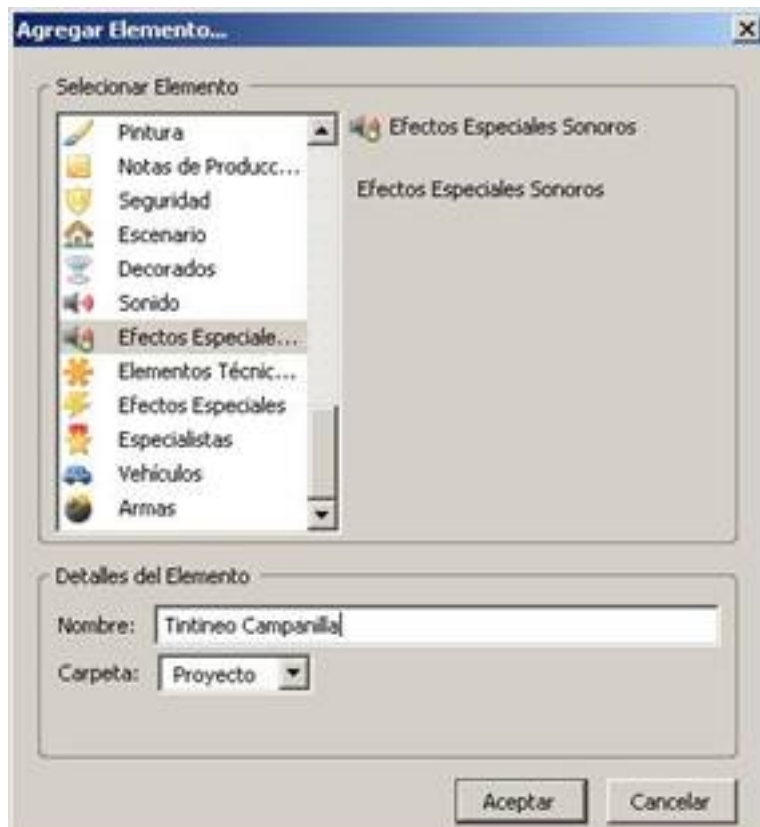 Agregar Elemento...
Selecionar Elemento
Pintura
Notas de Producc...
Seguridad
Escenario
Decorados
Sonido
Efectos Especiale...
Elementos Técnic...
Efectos Especiales
Especialistas
Vehículos
Armas
Efectos Especiales Sonoros
Efectos Especiales Sonoros
Detalles del Elemento
Nombre: Tintineo Campanilla
Carpeta: Proyecto
Aceptar Cancelar